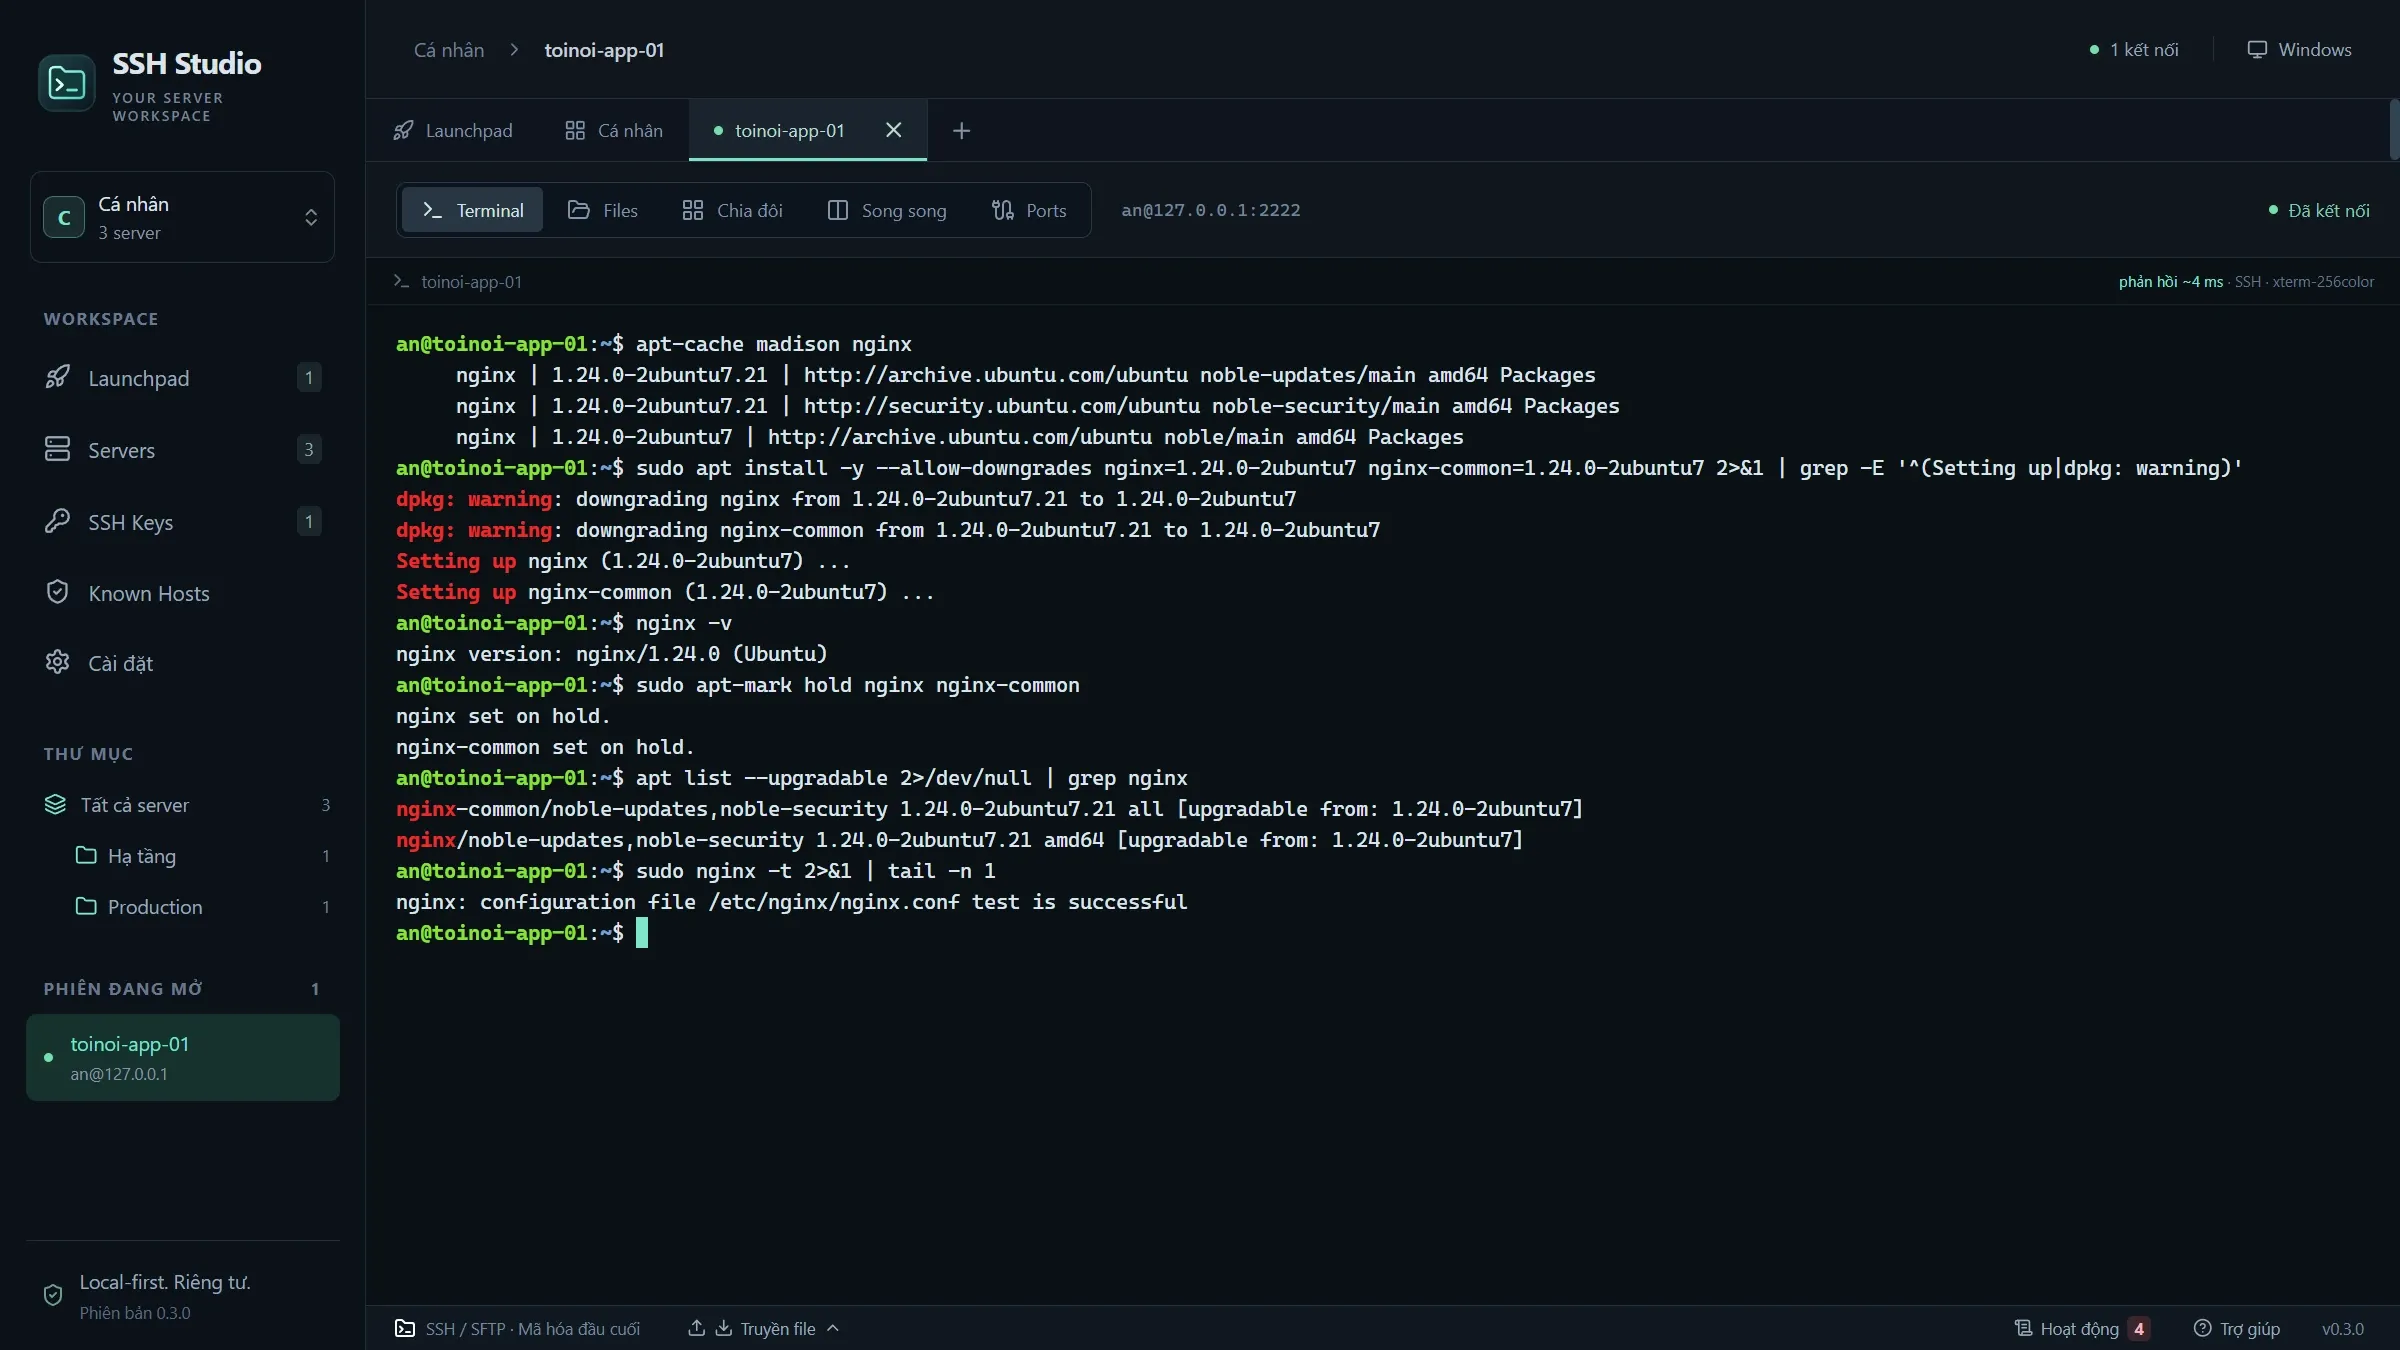 SSH Studio
YOUR SERVER
WORKSPACE
C
Cá nhân
3 server
WORKSPACE
Launchpad 1
Servers 3
SSH Keys 1
Known Hosts
Cài đặt
THƯ MỤC
Tất cả server 3
Hạ tầng 1
Production 1
PHIÊN ĐANG MỞ 1
toinoi-app-01
an@127.0.0.1
Local-first. Riêng tư.
Phiên bản 0.3.0
Cá nhân > toinoi-app-01
1 kết nối
Windows
Launchpad
Cá nhân
toinoi-app-01
Terminal
Files
Chia đôi
Song song
Ports
an@127.0.0.1:2222
Đã kết nối
toinoi-app-01
phản hồi ~4 ms · SSH · xterm-256color
an@toinoi-app-01:~$ apt-cache madison nginx
nginx | 1.24.0-2ubuntu7.21 | http://archive.ubuntu.com/ubuntu noble-updates/main amd64 Packages
nginx | 1.24.0-2ubuntu7.21 | http://security.ubuntu.com/ubuntu noble-security/main amd64 Packages
nginx | 1.24.0-2ubuntu7 | http://archive.ubuntu.com/ubuntu noble/main amd64 Packages
an@toinoi-app-01:~$ sudo apt install -y --allow-downgrades nginx=1.24.0-2ubuntu7 nginx-common=1.24.0-2ubuntu7 2>&1 | grep -E '^(Setting up|dpkg: warning)'
dpkg: warning: downgrading nginx from 1.24.0-2ubuntu7.21 to 1.24.0-2ubuntu7
dpkg: warning: downgrading nginx-common from 1.24.0-2ubuntu7.21 to 1.24.0-2ubuntu7
Setting up nginx (1.24.0-2ubuntu7) ...
Setting up nginx-common (1.24.0-2ubuntu7) ...
an@toinoi-app-01:~$ nginx -v
nginx version: nginx/1.24.0 (Ubuntu)
an@toinoi-app-01:~$ sudo apt-mark hold nginx nginx-common
nginx set on hold.
nginx-common set on hold.
an@toinoi-app-01:~$ apt list --upgradable 2>/dev/null | grep nginx
nginx-common/noble-updates,noble-security 1.24.0-2ubuntu7.21 all [upgradable from: 1.24.0-2ubuntu7]
nginx/noble-updates,noble-security 1.24.0-2ubuntu7.21 amd64 [upgradable from: 1.24.0-2ubuntu7]
an@toinoi-app-01:~$ sudo nginx -t 2>&1 | tail -n 1
nginx: configuration file /etc/nginx/nginx.conf test is successful
an@toinoi-app-01:~$
SSH / SFTP · Mã hóa đầu cuối
Truyền file
Hoạt động 4
Trợ giúp
v0.3.0